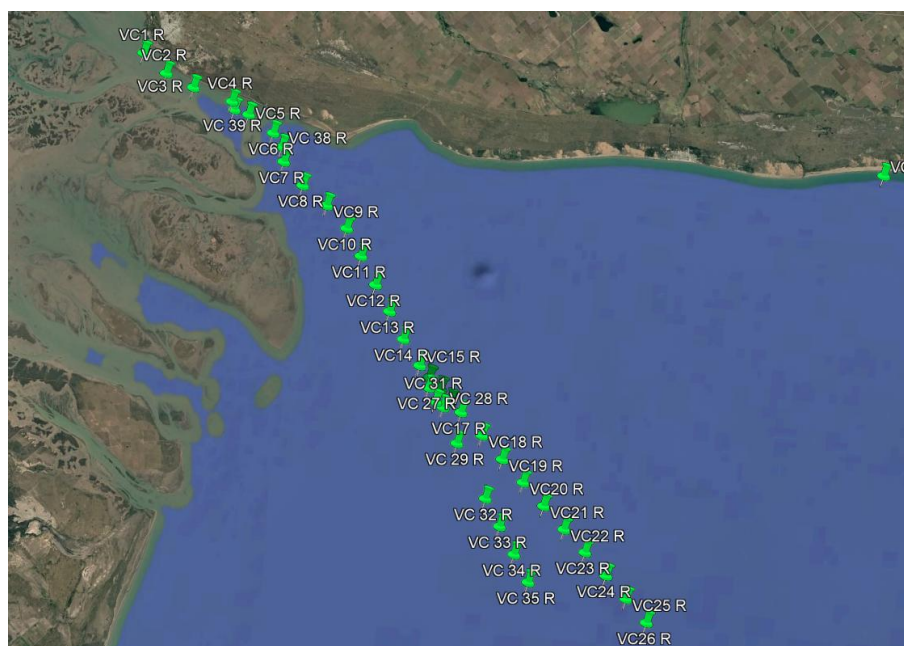 VC1 R
VC2 R
VC3 R
VC4 R
VC5 R
VC 39 R
VC 38 R
VC6 R
VC7 R
VC8 R
VC9 R
VC10 R
VC11 R
VC12 R
VC13 R
VC14 R
VC15 R
VC 31 R
VC 27 R
VC 28 R
VC17 R
VC18 R
VC 29 R
VC19 R
VC20 R
VC 32 R
VC21 R
VC22 R
VC 33 R
VC23 R
VC 34 R
VC24 R
VC 35 R
VC25 R
VC26 R